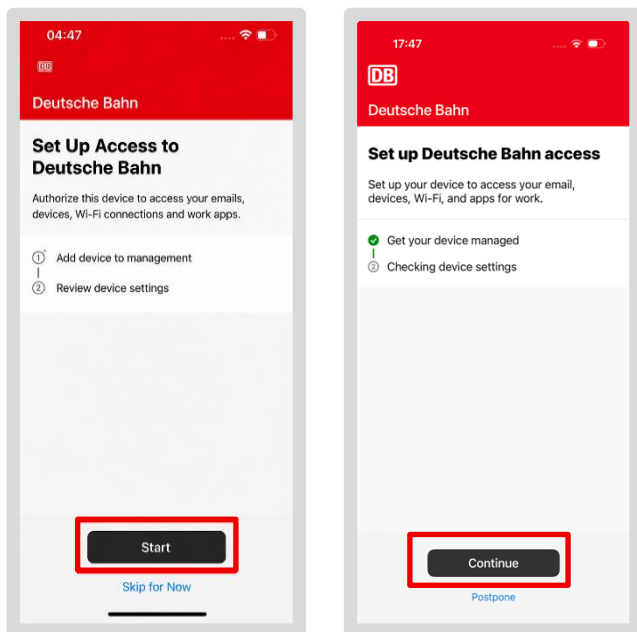 04:47
DB
Deutsche Bahn
Set Up Access to
Deutsche Bahn
Authorize this device to access your emails,
devices, Wi-Fi connections and work apps.
1 Add device to management
2 Review device settings
Start
Skip for Now
17:47
DB
Deutsche Bahn
Set up Deutsche Bahn access
Set up your device to access your email,
devices, Wi-Fi, and apps for work.
Get your device managed
2 Checking device settings
Continue
Postpone